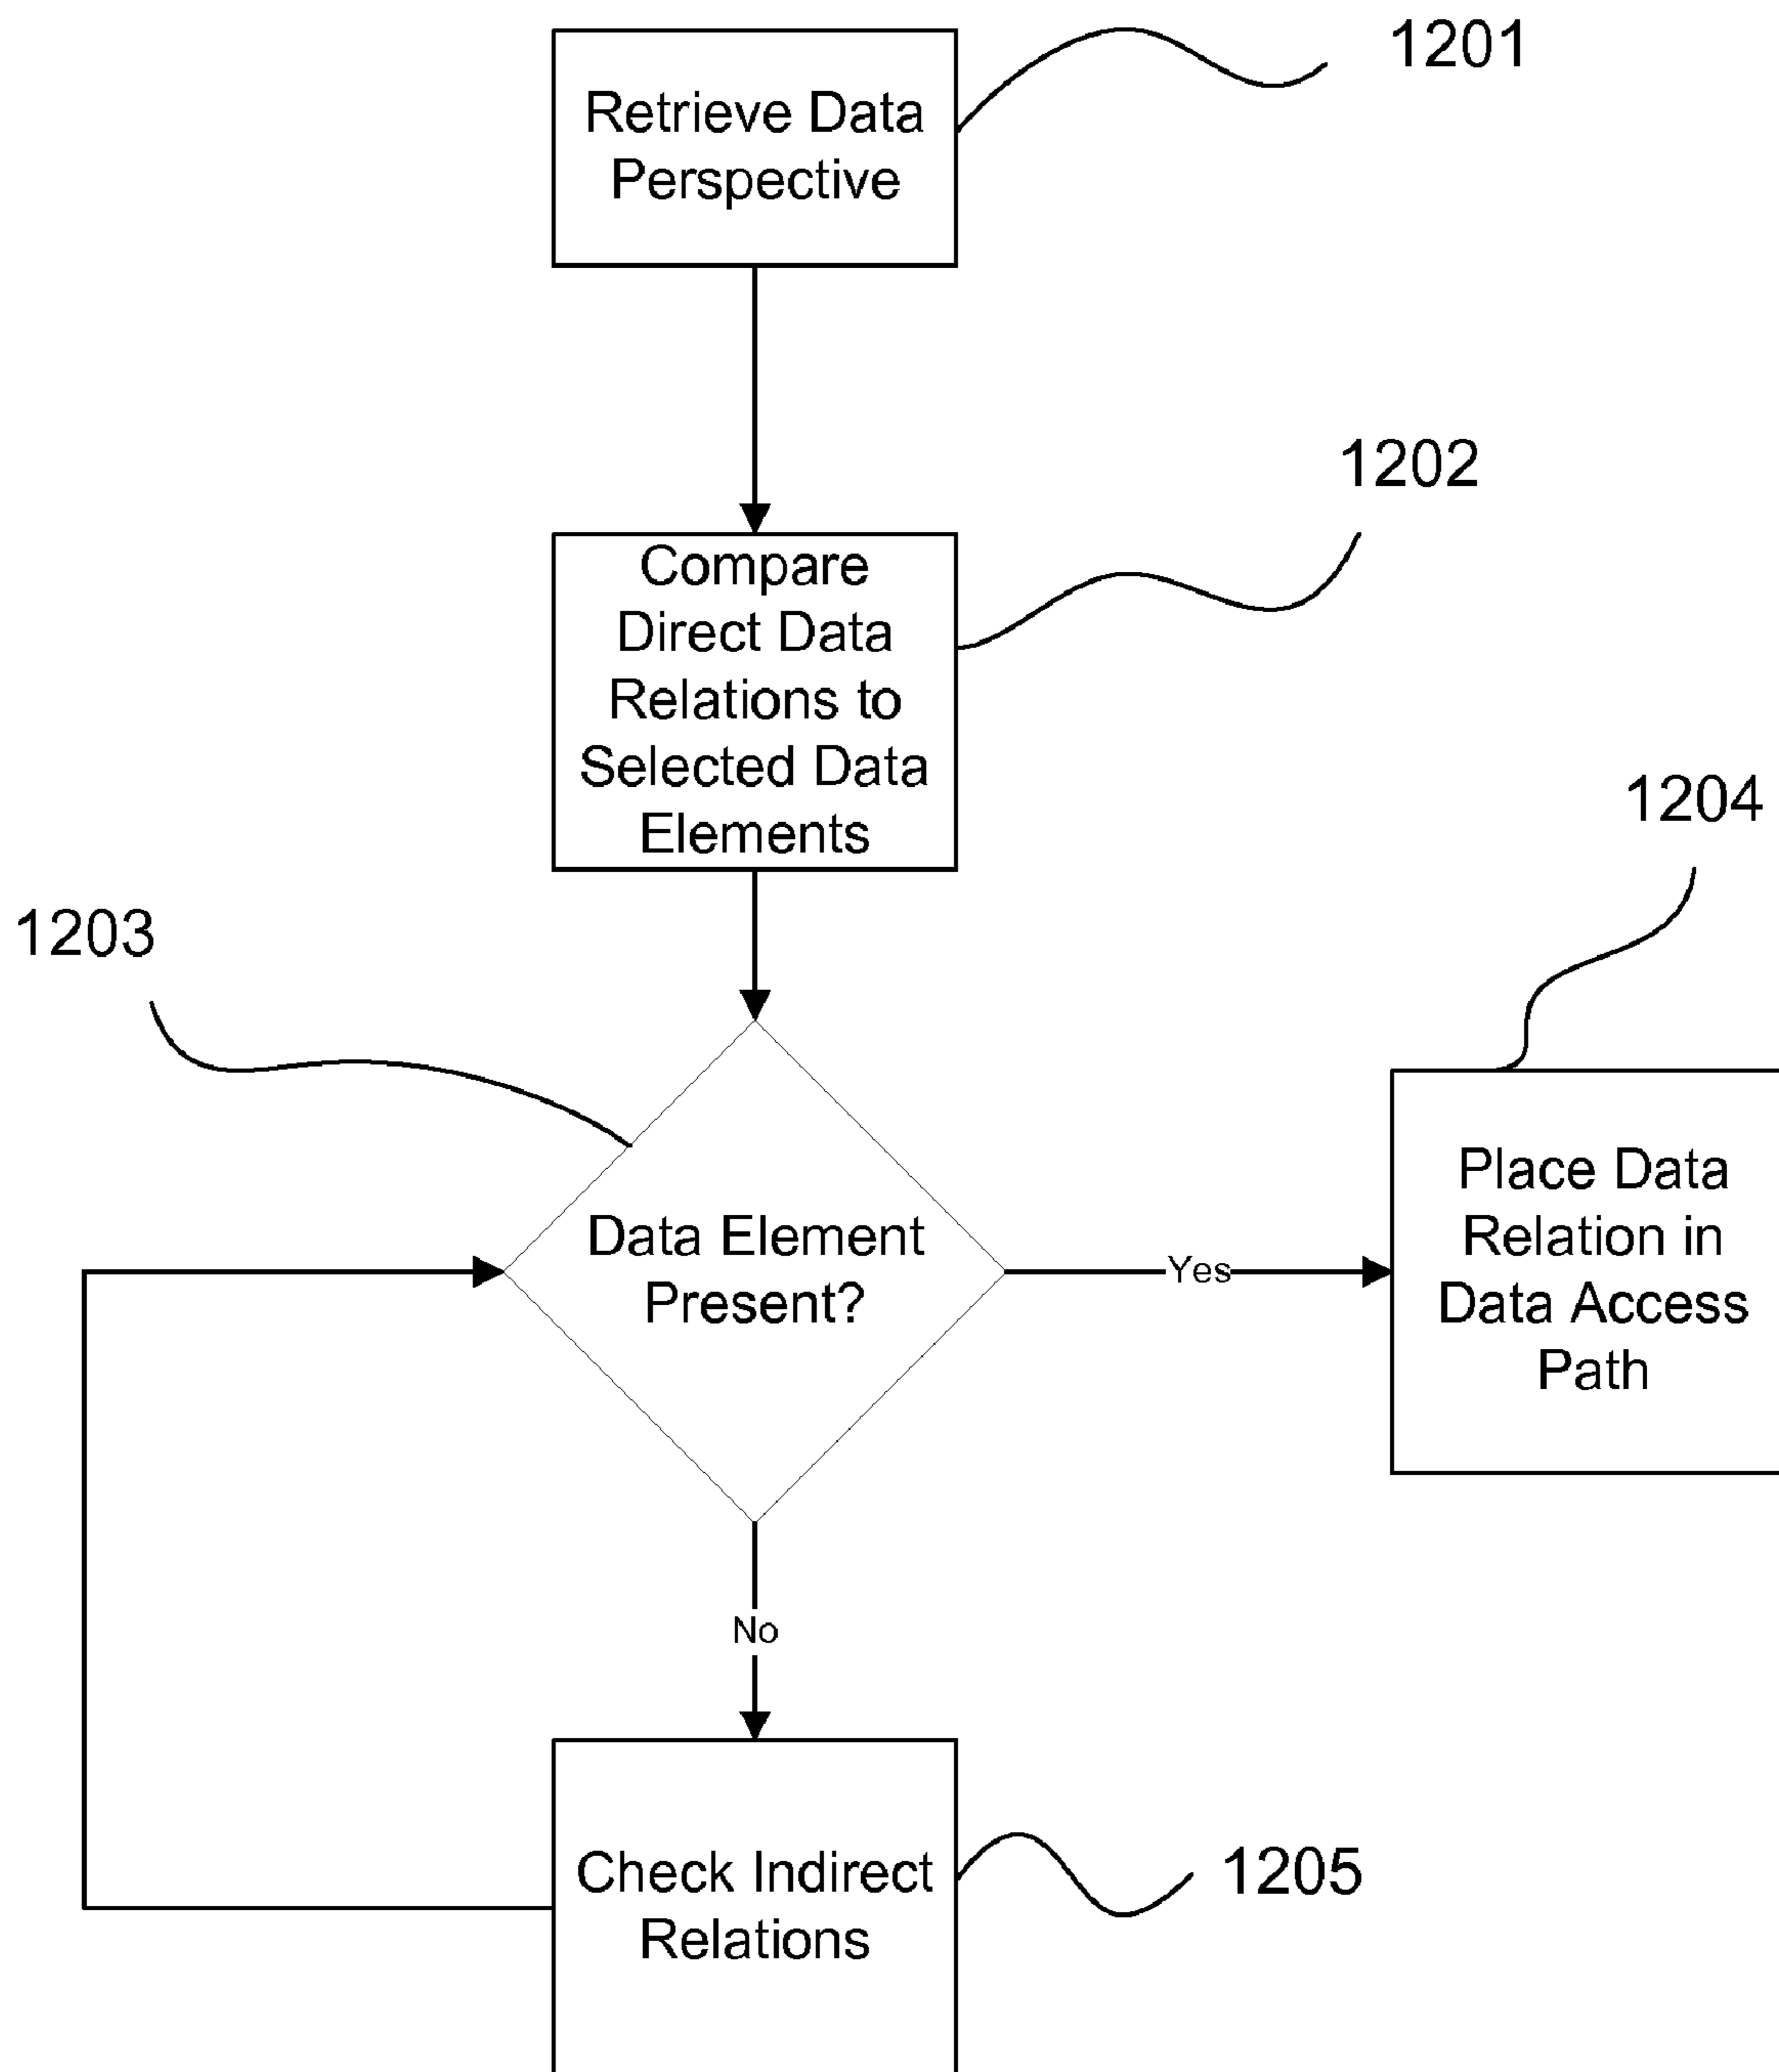 1201
Retrieve Data
Perspective
1202
Compare
Direct Data
Relations to
Selected Data
Elements
1204
1203
Data Element
Present?
Yes
Place Data
Relation in
Data Access
Path
No
Check Indirect
Relations
1205